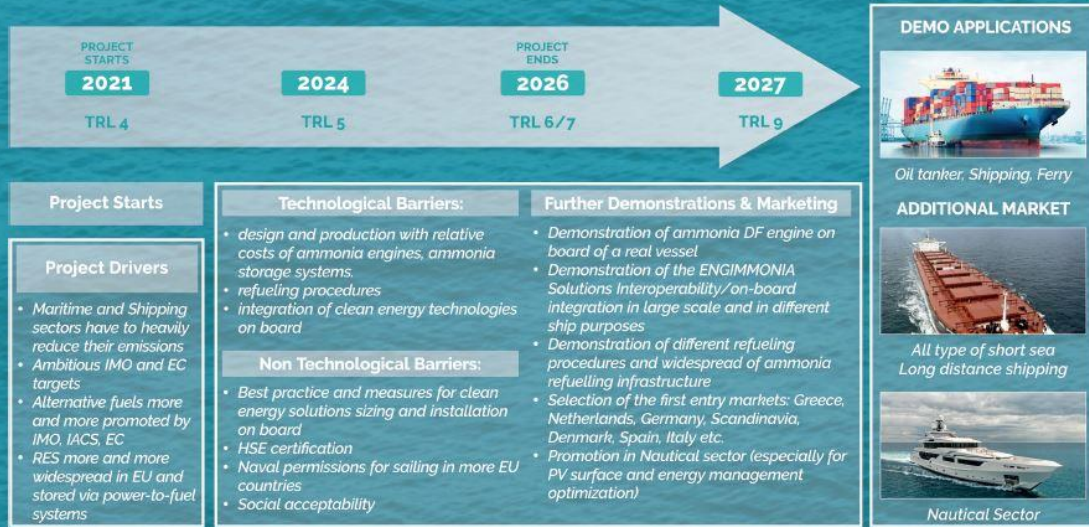 PROJECT
STARTS
2021
TRL 4
2024
TRL 5
PROJECT
ENDS
2026
TRL 6/7
2027
TRL 9
Project Starts
Project Drivers
• Maritime and Shipping
sectors have to heavily
reduce their emissions
• Ambitious IMO and EC
targets
• Alternative fuels more
and more promoted by
IMO, IACS, EC
• RES more and more
widespread in EU and
stored via power-to-fuel
systems
Technological Barriers:
• design and production with relative
costs of ammonia engines, ammonia
storage systems.
• refueling procedures
• integration of clean energy technologies
on board
Non Technological Barriers:
• Best practice and measures for clean
energy solutions sizing and installation
on board
• HSE certification
• Naval permissions for sailing in more EU
countries
• Social acceptability
Further Demonstrations & Marketing
• Demonstration of ammonia DF engine on
board of a real vessel
• Demonstration of the ENGIMMONIA
Solutions Interoperability/on-board
integration in large scale and in different
ship purposes
• Demonstration of different refueling
procedures and widespread of ammonia
refuelling infrastructure
• Selection of the first entry markets: Greece,
Netherlands, Germany, Scandinavia,
Denmark, Spain, Italy etc.
• Promotion in Nautical sector (especially for
PV surface and energy management
optimization)
DEMO APPLICATIONS
Oil tanker, Shipping, Ferry
ADDITIONAL MARKET
All type of short sea
Long distance shipping
Nautical Sector